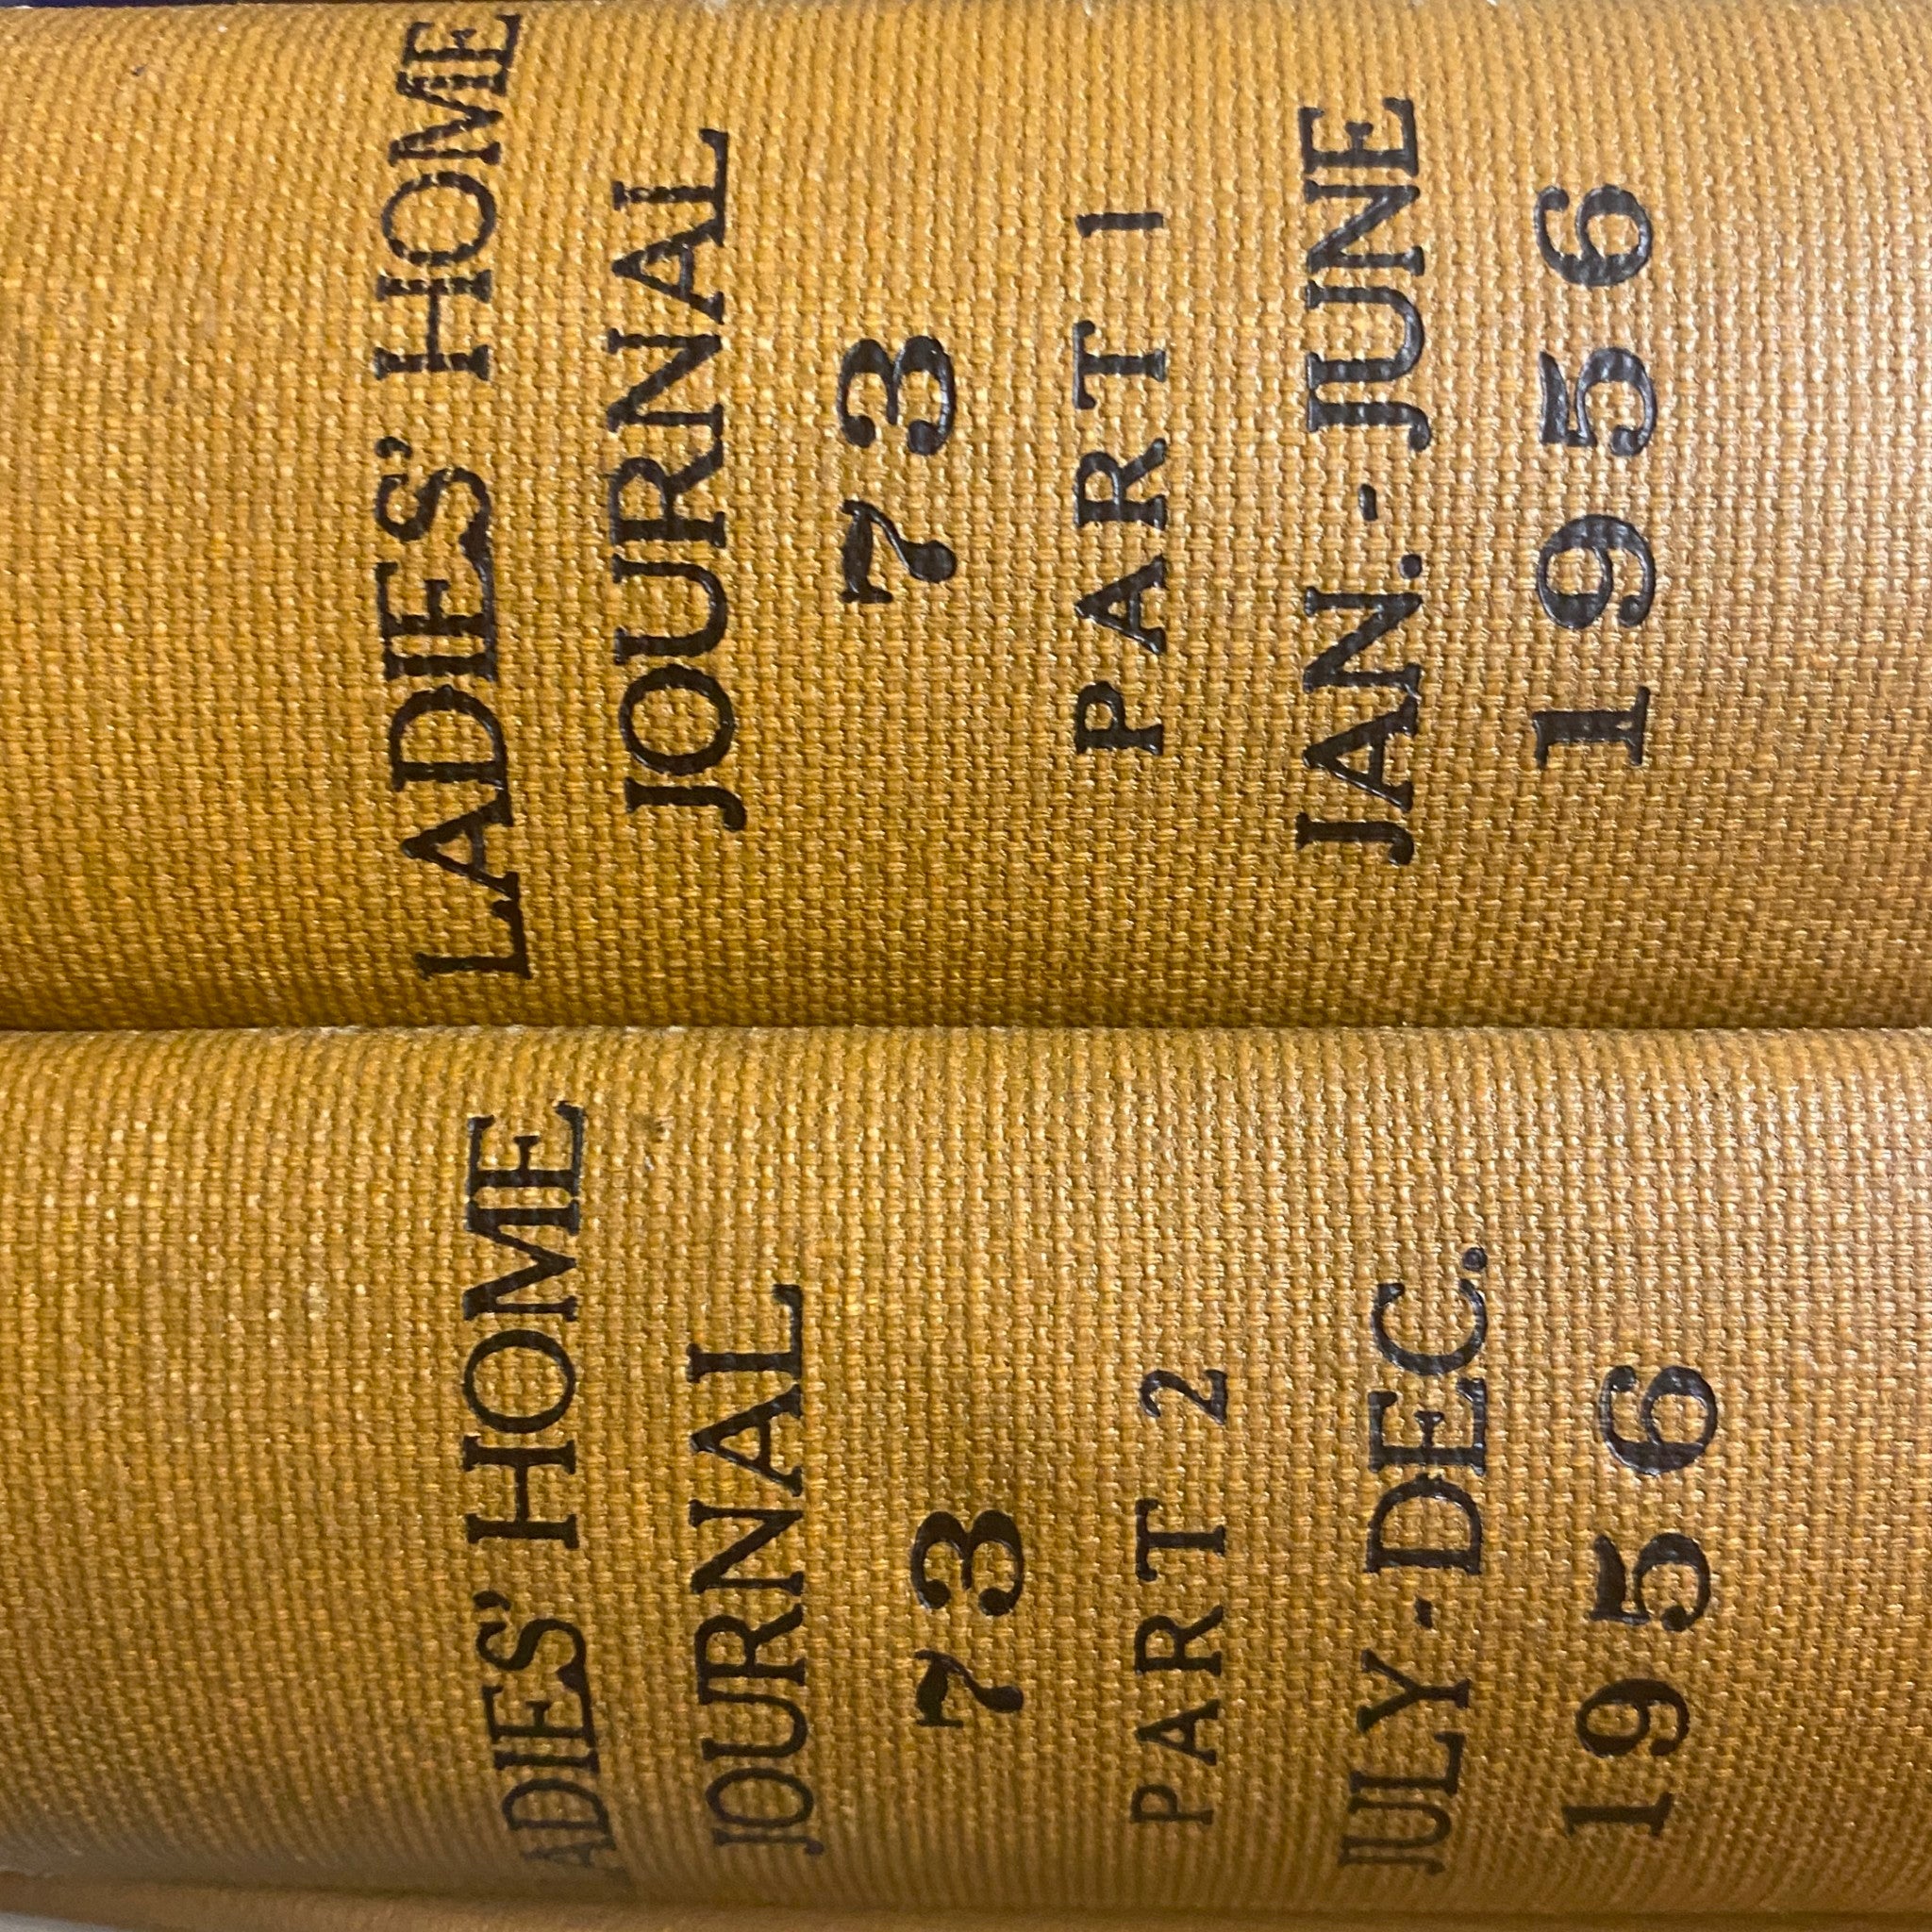 LADIES' HOME
JOURNAL
73
PART 1
JAN.-JUNE
1956
ADIES' HOME
JOURNAL
73
PART 2
JULY-DEC.
1956